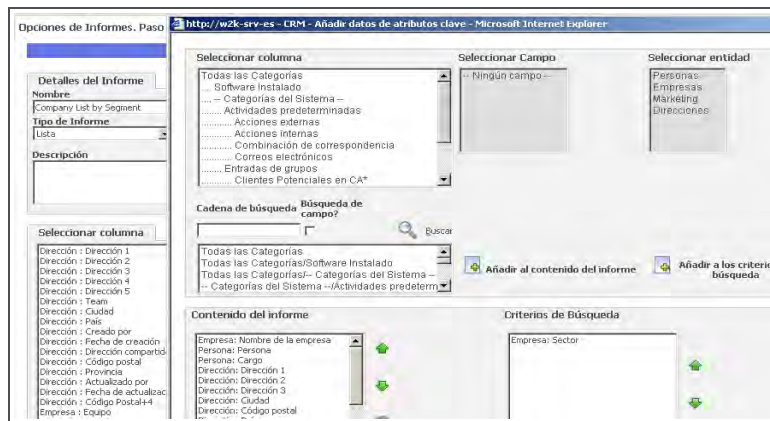 Opciones de Informes. Paso
http://w2k-srv-es - CRM - Añadir datos de atributos clave - Microsoft Internet Explorer
Detalles del Informe
Nombre
Company List by Segment
Tipo de Informe
Lista
Descripción
Seleccionar columna
Dirección : Dirección 1
Dirección : Dirección 2
Dirección : Dirección 3
Dirección : Dirección 4
Dirección : Dirección 5
Dirección : Team
Dirección : Ciudad
Dirección : País
Dirección : Creado por
Dirección : Fecha de creación
Dirección : Dirección compartid
Dirección : Código postal
Dirección : Provincia
Dirección : Actualizado por
Dirección : Fecha de actualizac
Dirección : Código Postal+4
Empresa : Equipo
Seleccionar columna
Todas las Categorías
... Software Instalado
.... -- Categorías del Sistema --
........ Actividades predeterminadas
............ Acciones externas
............ Acciones internas
............ Combinación de correspondencia
............ Correos electrónicos
........ Entradas de grupos
............ Clientes Potenciales en CA*
Seleccionar Campo
-- Ningún campo --
Seleccionar entidad
Personas
Empresas
Marketing
Direcciones
Cadena de búsqueda
Búsqueda de campo?
Buscar
Todas las Categorías
Todas las Categorías/Software Instalado
Todas las Categorías/-- Categorías del Sistema --
-- Categorías del Sistema --/Actividades predeterm
Añadir al contenido del informe
Añadir a los criterio
búsqueda
Contenido del informe
Empresa: Nombre de la empresa
Persona: Persona
Persona: Cargo
Dirección: Dirección 1
Dirección: Dirección 2
Dirección: Dirección 3
Dirección: Ciudad
Dirección: Código postal
Criterios de Búsqueda
Empresa: Sector